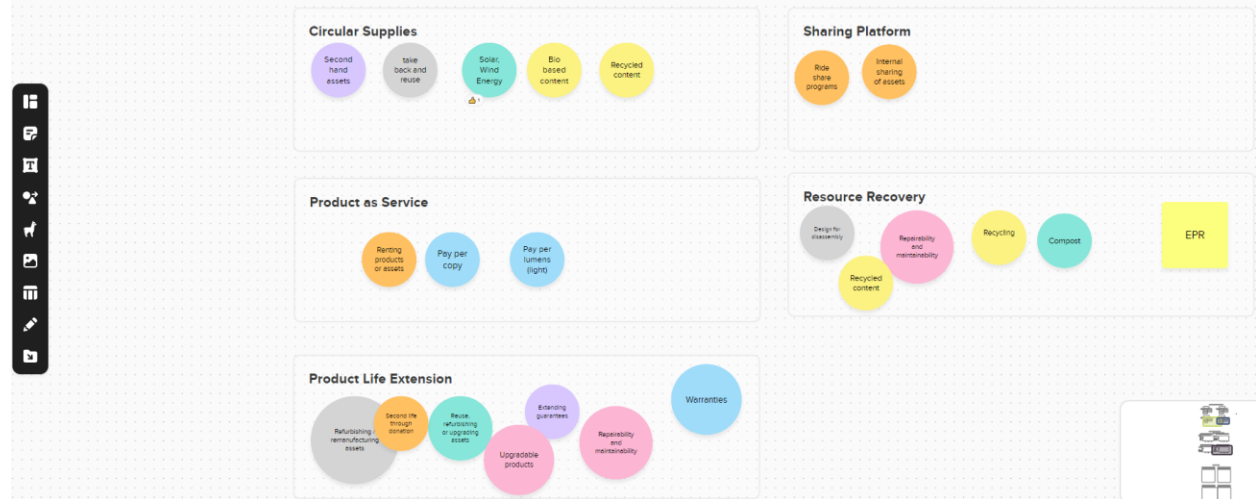 Circular Supplies
Second
hand
assets
take
back and
reuse
Solar,
Wind
Energy
1
Bio
based
content
Recycled
content
Sharing Platform
Ride
share
programs
Internal
sharing
of assets
Product as Service
Renting
products
or assets
Pay per
copy
Pay per
lumens
(light)
Resource Recovery
Design for
disassembly
Recycled
content
Repairability
and
maintainability
Recycling
Compost
EPR
Product Life Extension
Refurbishing
remanufacturing
assets
Second life
through
donation
Reuse,
refurbishing
or upgrading
assets
Upgradable
products
Extending
guarantees
Repairability
and
maintainability
Warranties